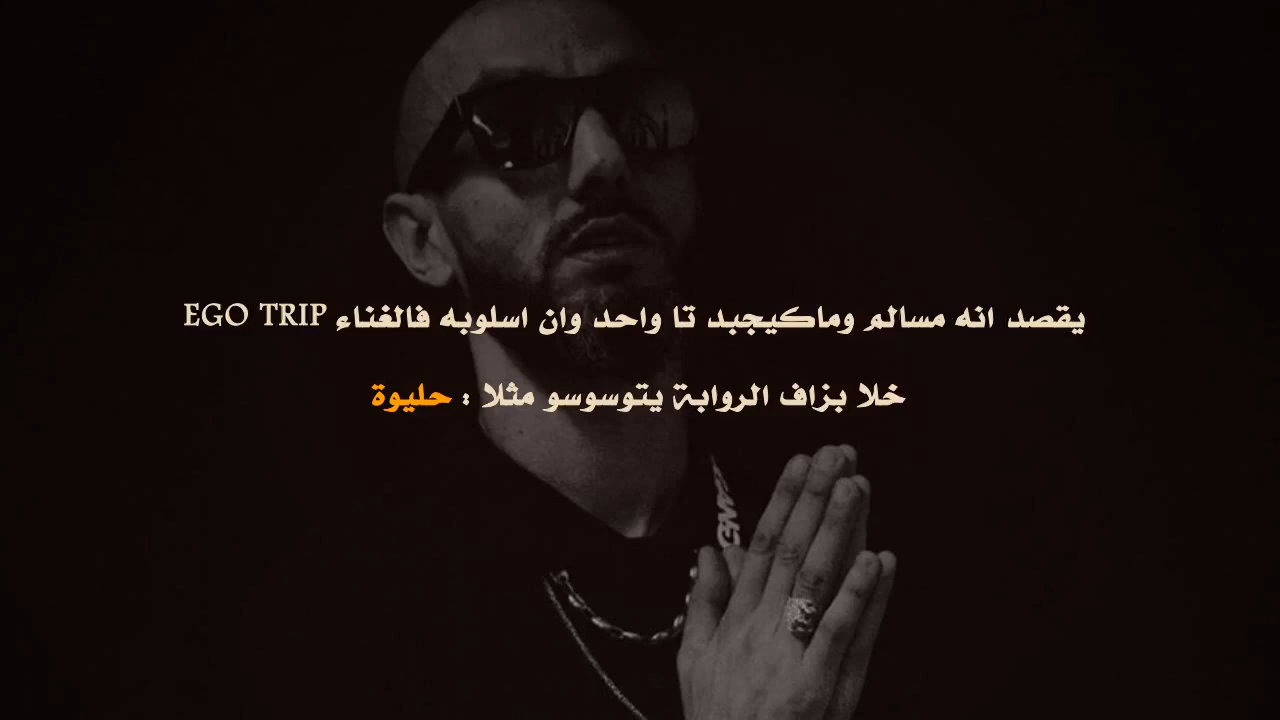 يقصد انه مسالم وماكيجبد تا واحد وان اسلوبه فالغناء EGO TRIP
خلا بزاف الروابة يتوسوسو مثلا : حليوة